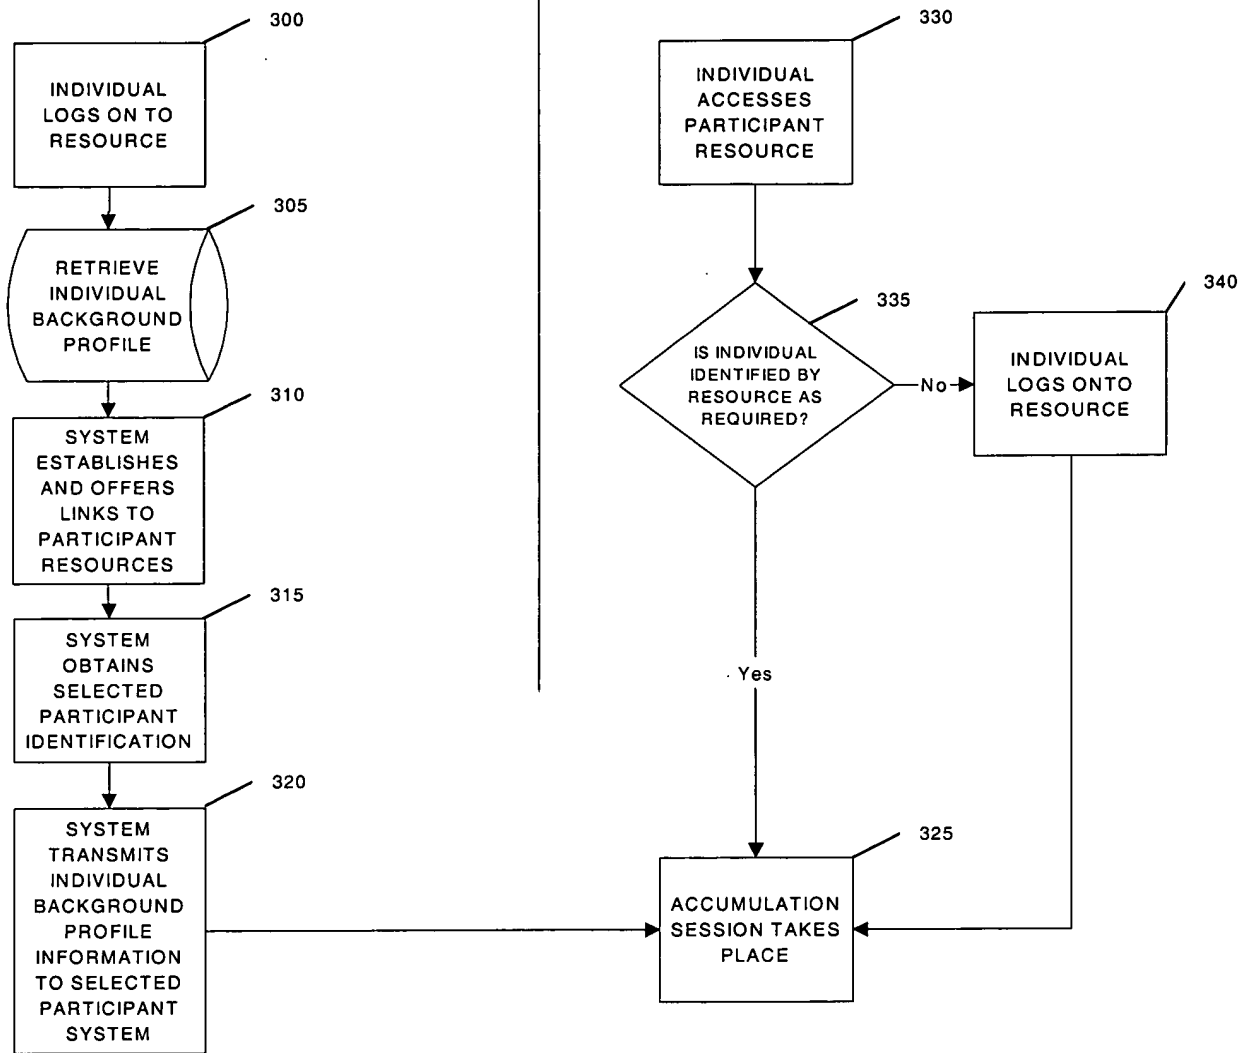 300
INDIVIDUAL
LOGS ON TO
RESOURCE
305
RETRIEVE
INDIVIDUAL
BACKGROUND
PROFILE
310
SYSTEM
ESTABLISHES
AND OFFERS
LINKS TO
PARTICIPANT
RESOURCES
315
SYSTEM
OBTAINS
SELECTED
PARTICIPANT
IDENTIFICATION
320
SYSTEM
TRANSMITS
INDIVIDUAL
BACKGROUND
PROFILE
INFORMATION
TO SELECTED
PARTICIPANT
SYSTEM
330
INDIVIDUAL
ACCESSES
PARTICIPANT
RESOURCE
335
IS INDIVIDUAL
IDENTIFIED BY
RESOURCE AS
REQUIRED?
No
340
INDIVIDUAL
LOGS ONTO
RESOURCE
Yes
325
ACCUMULATION
SESSION TAKES
PLACE